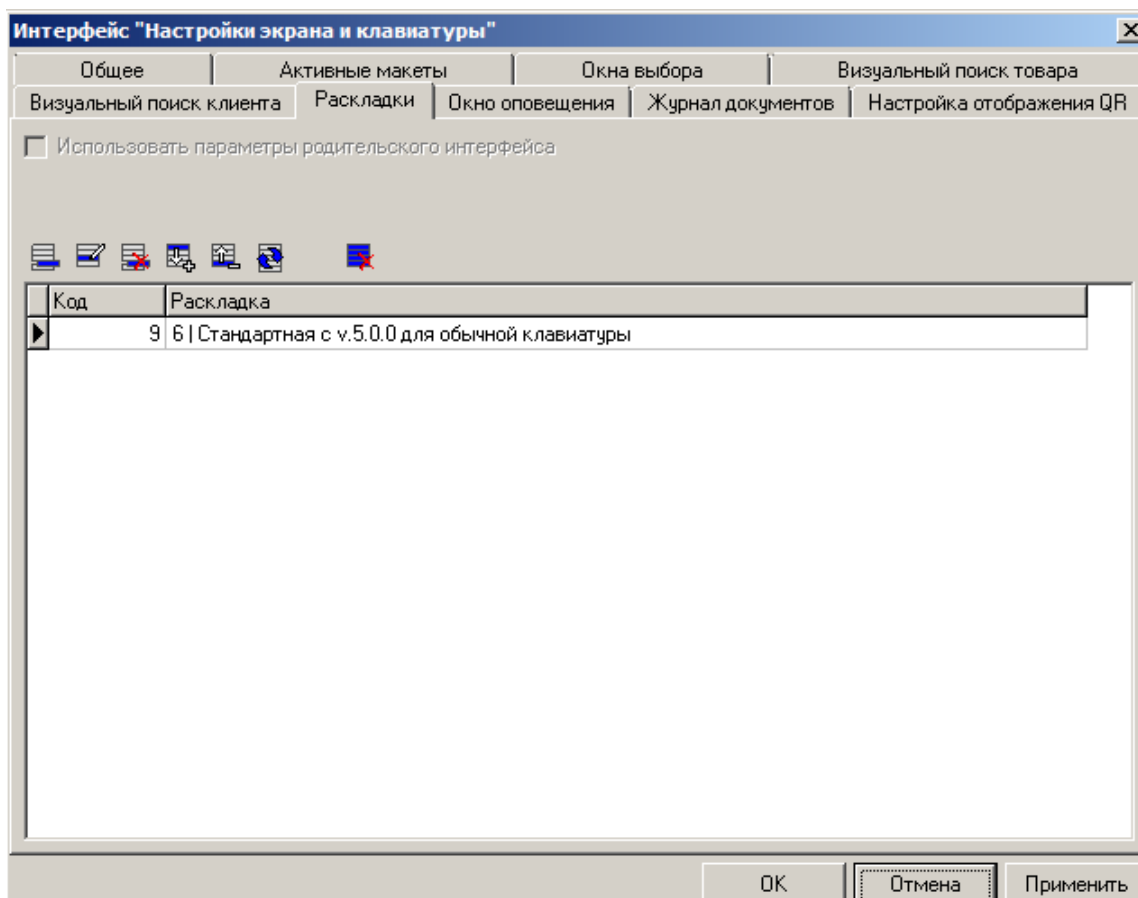 Интерфейс "Настройки экрана и клавиатуры"
Общее Активные макеты Окна выбора Визуальный поиск товара
Визуальный поиск клиента Раскладки Окно оповещения Журнал документов Настройка отображения QR
Использовать параметры родительского интерфейса
Код Раскладка
9 6 | Стандартная с v.5.0.0 для обычной клавиатуры
OK Отмена Применить